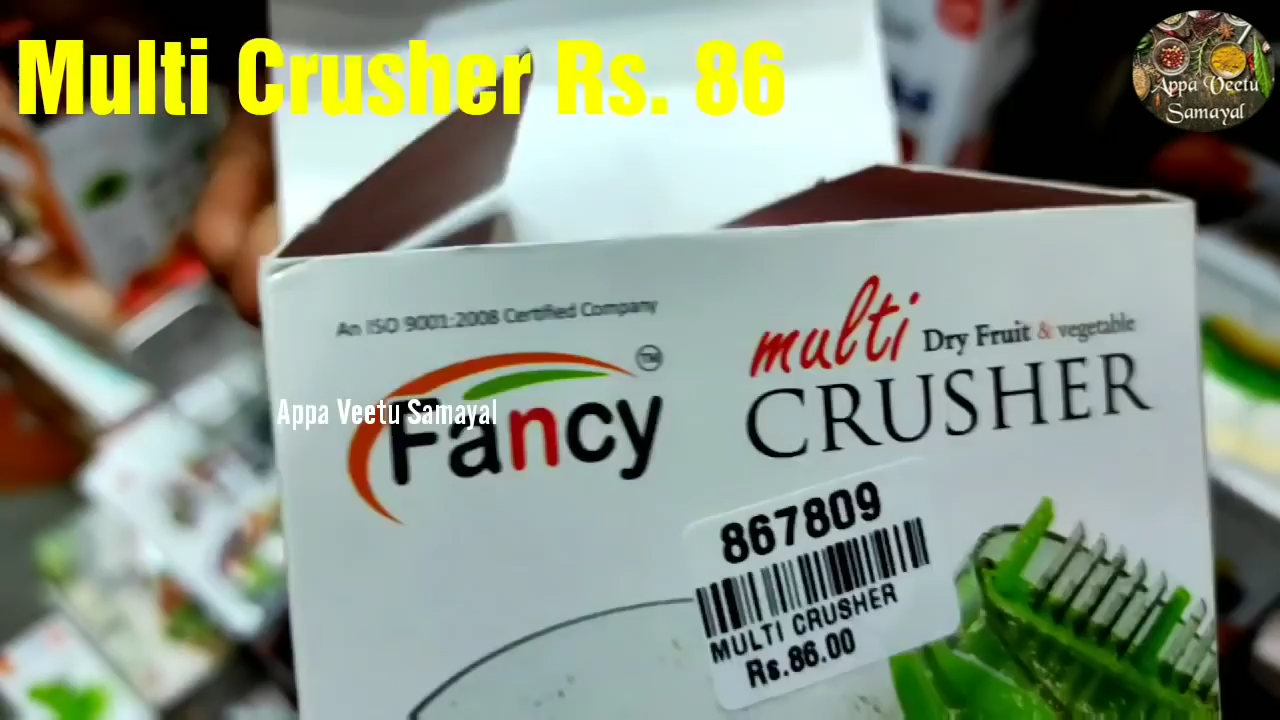 Multi Crusher Rs. 86
Appa Veetu
Samayal
An ISO 9001:2008 Certified Company
TM
Fancy
Appa Veetu Samayal
multi Dry Fruit & vegetable
CRUSHER
867809
MULTI CRUSHER
Rs.86.00